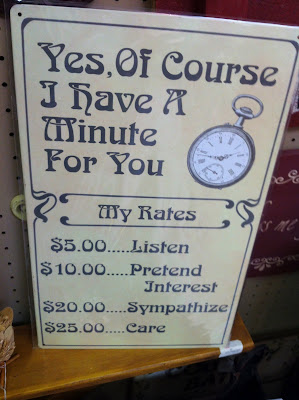 Yes, Of Course
I Have A
Minute
For You
My Rates
$5.00.....Listen
$10.00.....Pretend
Interest
$20.00.....Sympathize
$25.00.....Care